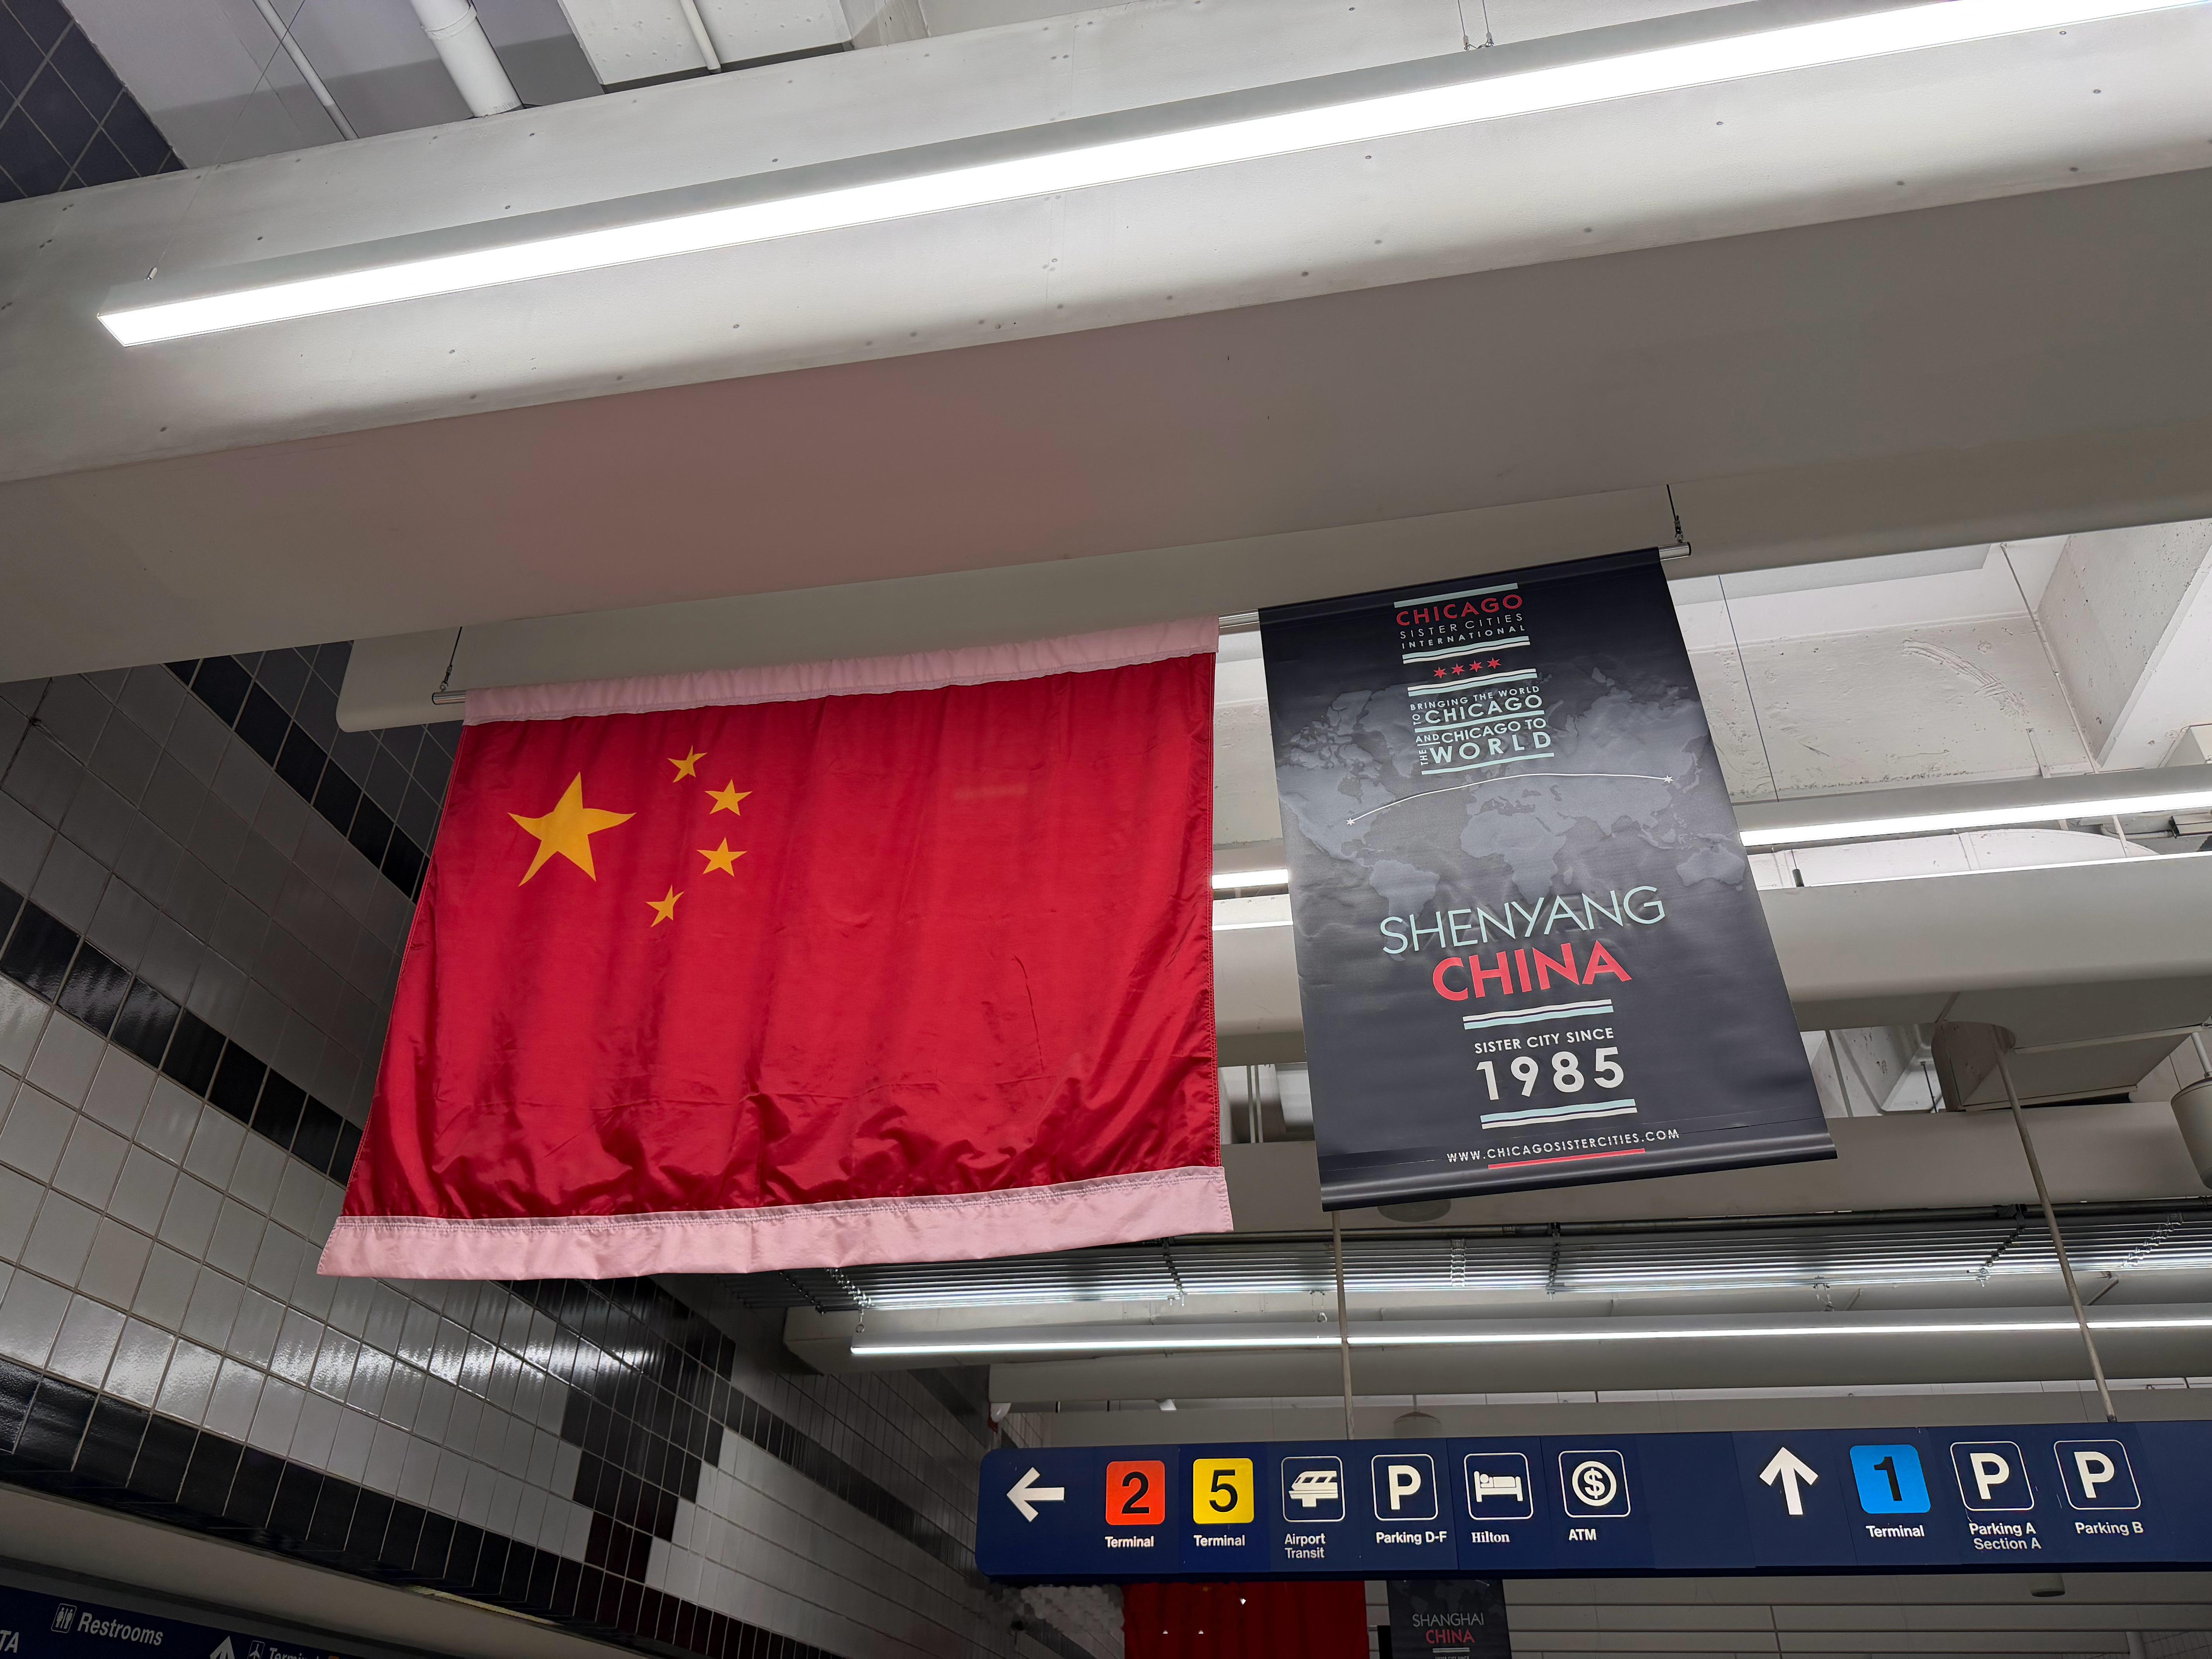 CHICAGO
SISTER CITIES
INTERNATIONAL
BRINGING THE WORLD
TO CHICAGO
AND CHICAGO TO
THE WORLD
SHENYANG
CHINA
SISTER CITY SINCE
1985
WWW.CHICAGOSISTERCITIES.COM
2
Terminal
5
Terminal
Airport
Transit
P
Parking D-F
Hilton
$
ATM
1
Terminal
P
Parking A
Section A
P
Parking B
SHANGHAI
CHINA
Restrooms